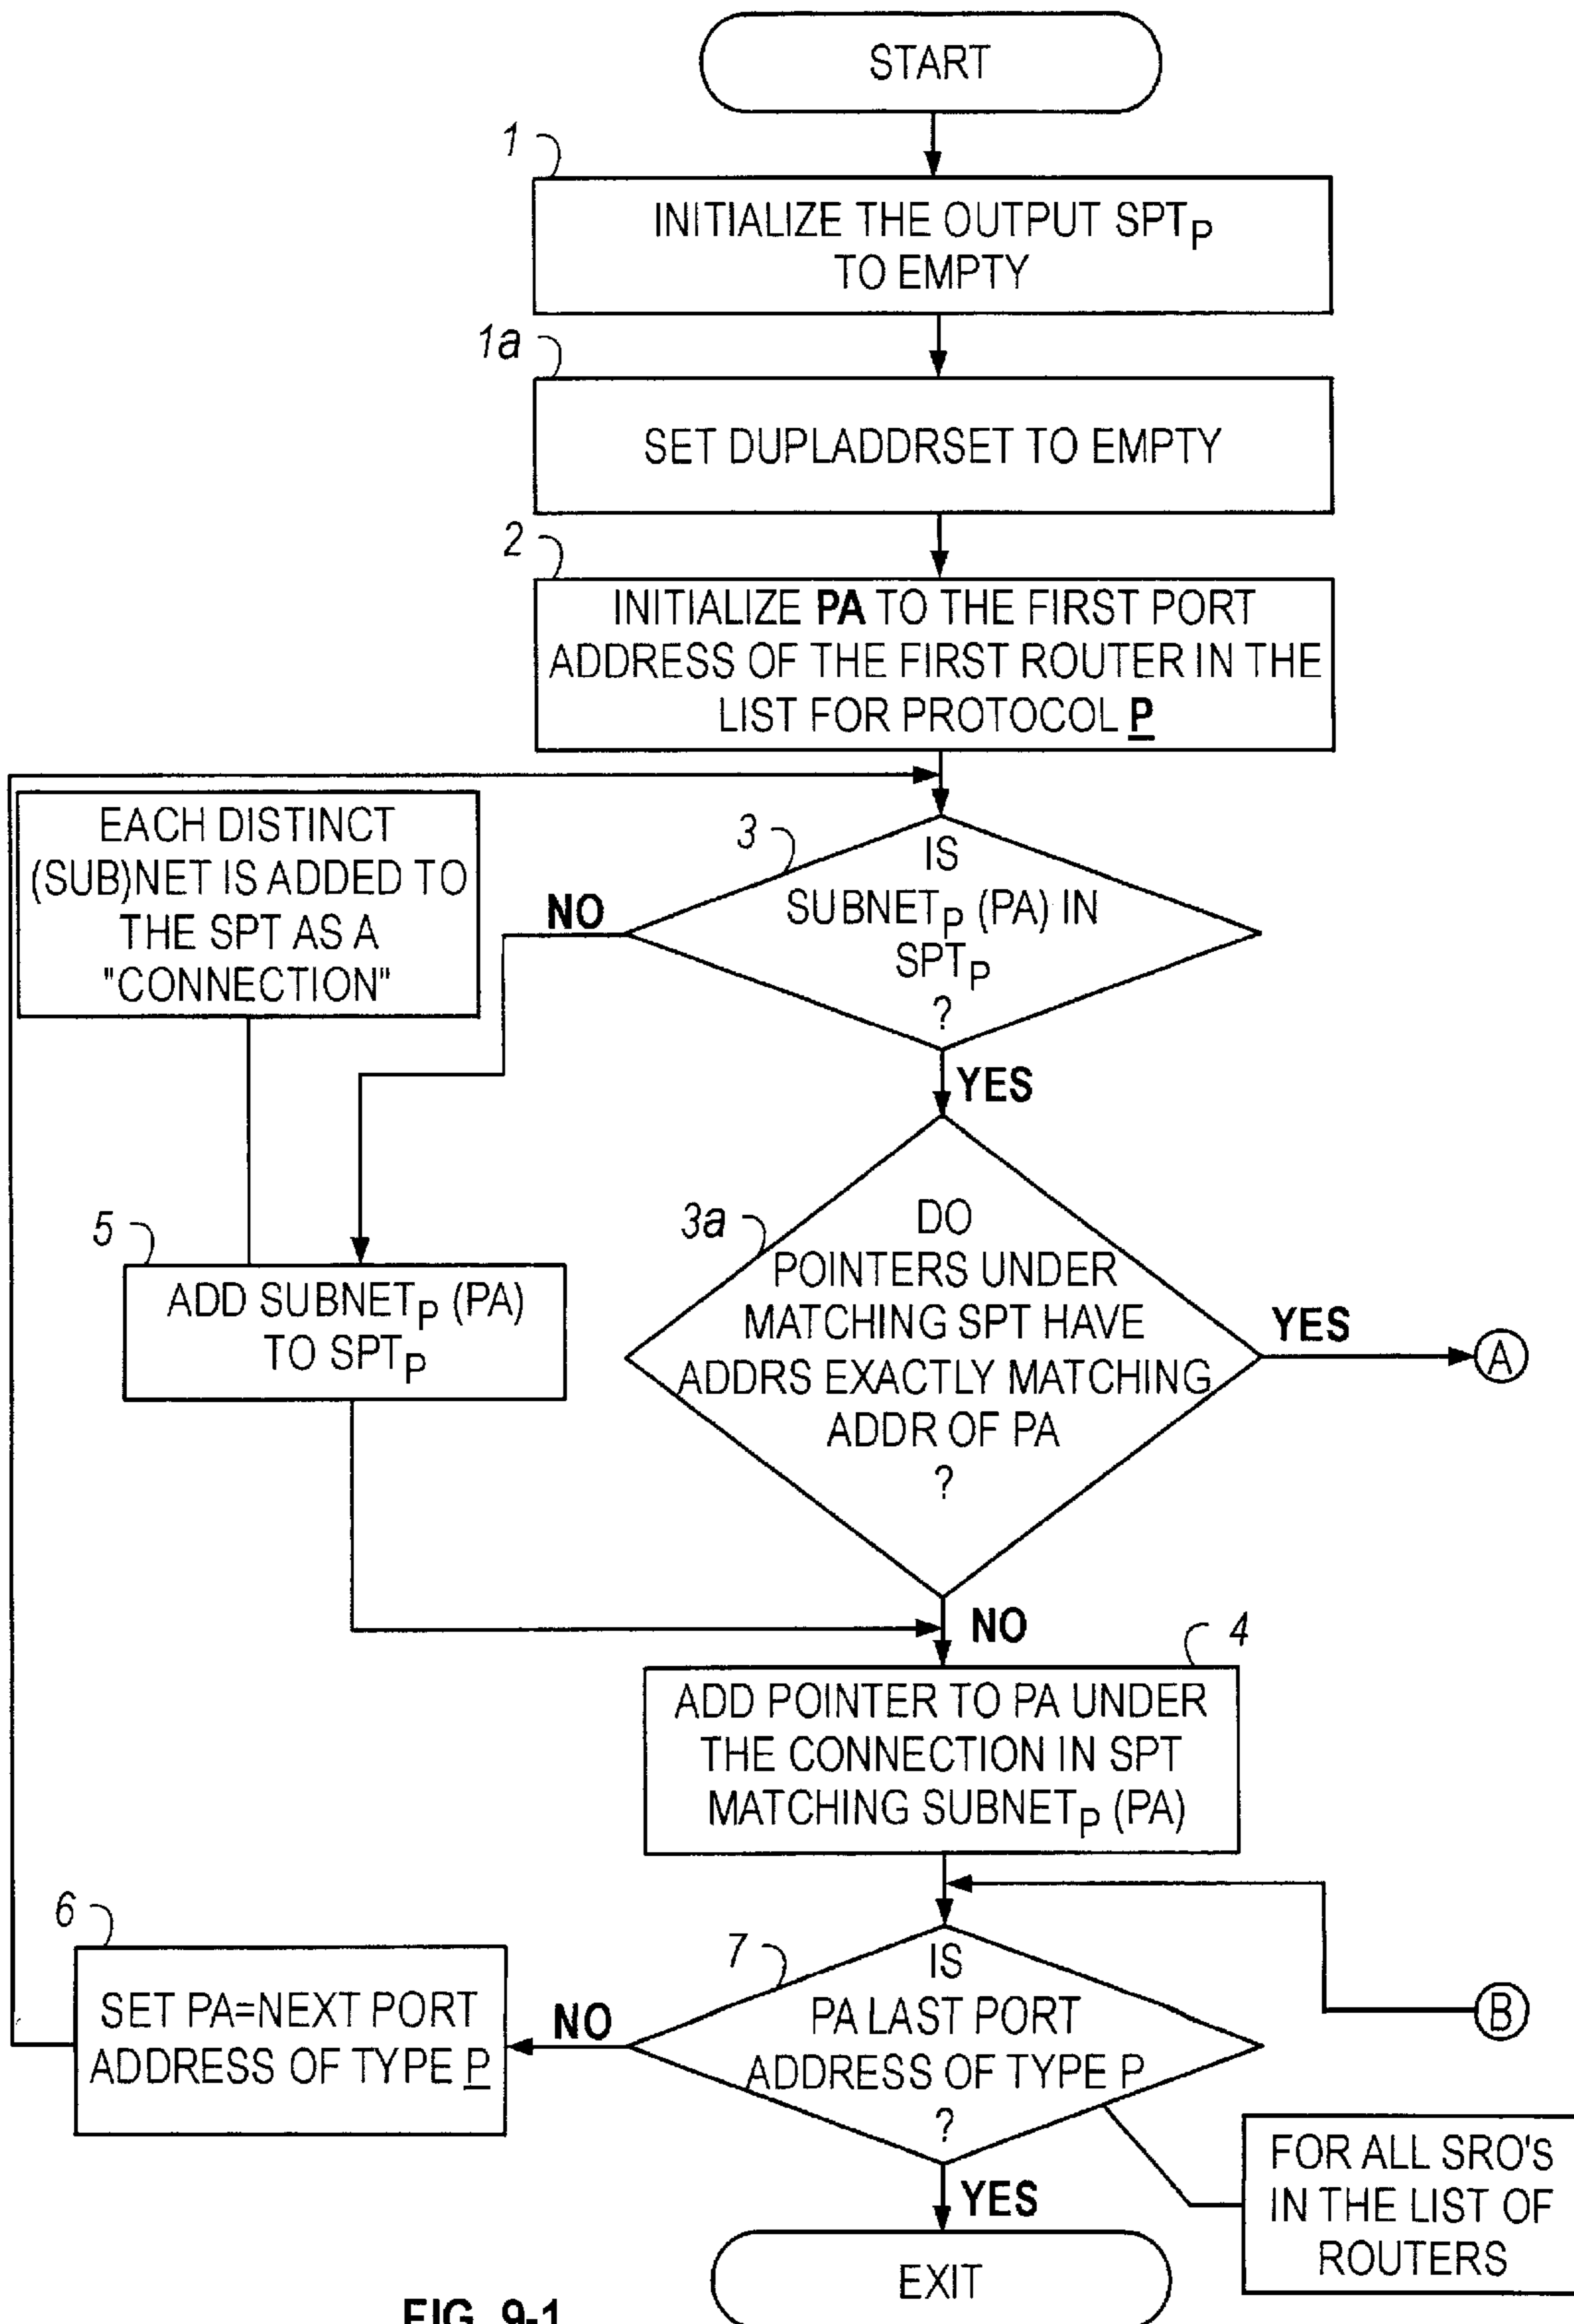 START
1
INITIALIZE THE OUTPUT SPTP
TO EMPTY
1a
SET DUPLADDRSET TO EMPTY
2
INITIALIZE PA TO THE FIRST PORT
ADDRESS OF THE FIRST ROUTER IN THE
LIST FOR PROTOCOL P
EACH DISTINCT
(SUB)NET IS ADDED TO
THE SPT AS A
"CONNECTION"
NO
3
IS
SUBNETP (PA) IN
SPTP
?
YES
5
ADD SUBNETP (PA)
TO SPTP
3a
DO
POINTERS UNDER
MATCHING SPT HAVE
ADDRS EXACTLY MATCHING
ADDR OF PA
?
YES
A
NO
4
ADD POINTER TO PA UNDER
THE CONNECTION IN SPT
MATCHING SUBNETP (PA)
6
SET PA=NEXT PORT
ADDRESS OF TYPE P
NO
7
IS
PA LAST PORT
ADDRESS OF TYPE P
?
B
YES
FOR ALL SRO'S
IN THE LIST OF
ROUTERS
EXIT
FIG. 9-1